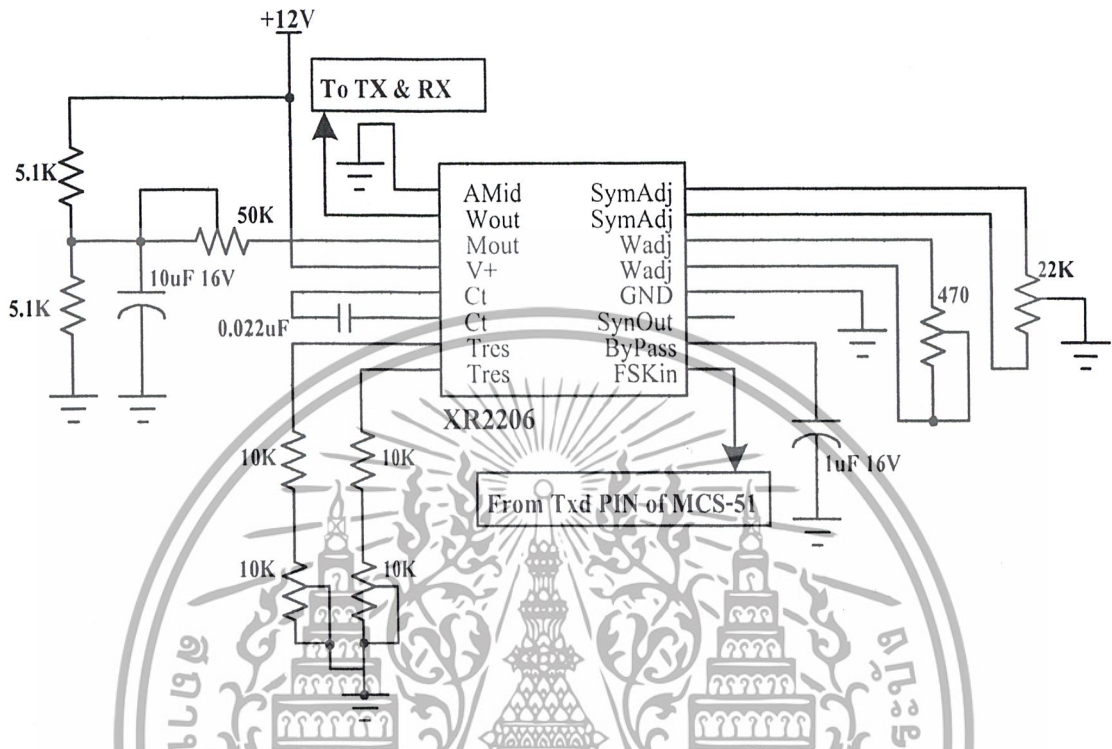 +12V
To TX & RX
5.1K
50K
10uF 16V
5.1K
0.022uF
AMid
Wout
Mout
V+
Ct
Ct
Tres
Tres
SymAdj
SymAdj
Wadj
Wadj
GND
SynOut
ByPass
FSKin
XR2206
22K
470
1uF 16V
10K
10K
10K
10K
From Txd PIN of MCS-51